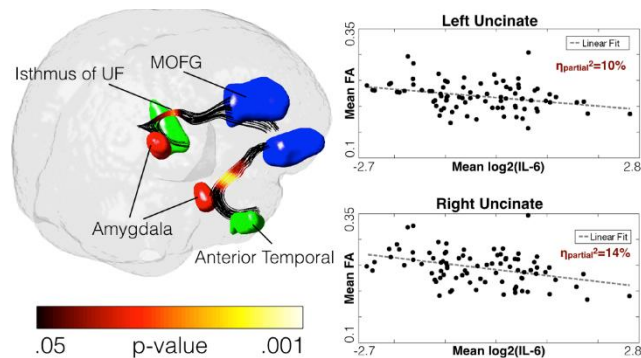 Isthmus of UF
MOFG
Amygdala
Anterior Temporal
.05
p-value
.001
Left Uncinate
0.35
Linear Fit
ηpartial²=10%
Mean FA
0.1
-2.7
Mean log2(IL-6)
2.8
Right Uncinate
0.35
Linear Fit
ηpartial²=14%
Mean FA
0.1
-2.7
Mean log2(IL-6)
2.8